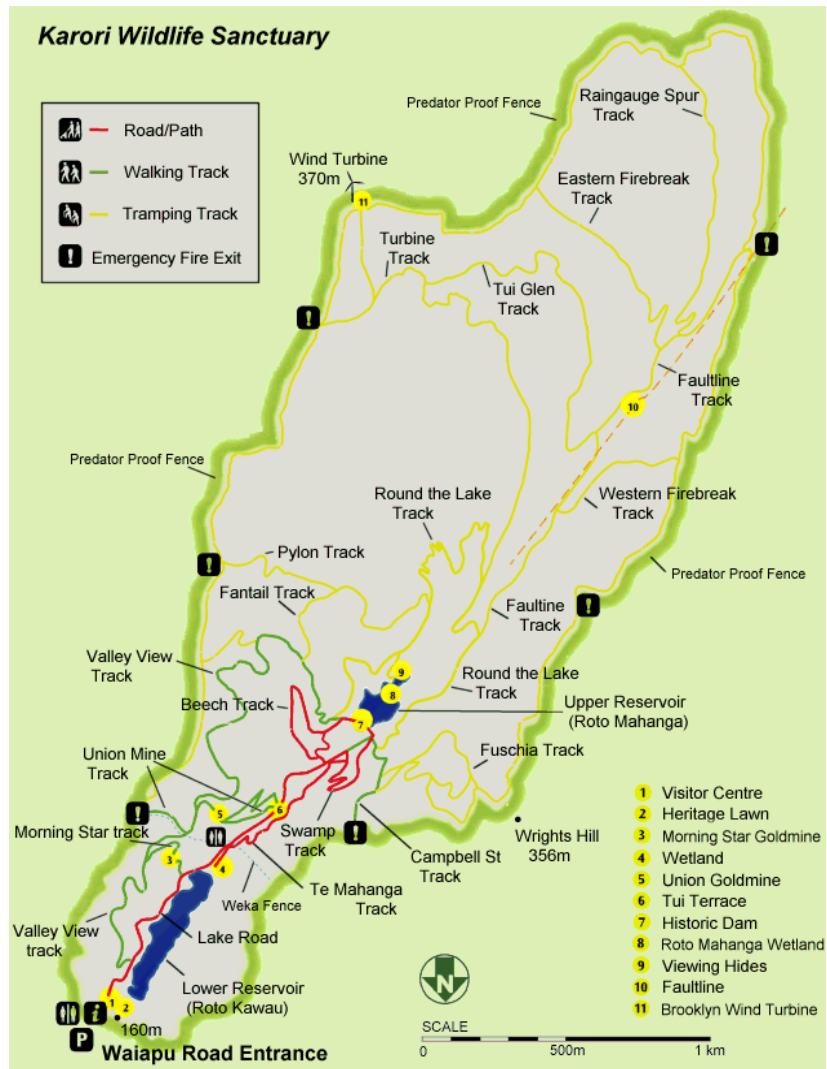 Karori Wildlife Sanctuary
Road/Path
Walking Track
Tramping Track
Emergency Fire Exit
Predator Proof Fence
Raingauge Spur
Track
Wind Turbine
370m
11
Eastern Firebreak
Track
Turbine
Track
Tui Glen
Track
Faultline
Track
10
Predator Proof Fence
Round the Lake
Track
Western Firebreak
Track
Pylon Track
Predator Proof Fence
Fantail Track
Faultine
Track
Valley View
Track
9
Round the Lake
Track
Beech Track
8
Upper Reservoir
(Roto Mahanga)
7
Union Mine
Track
Fuschia Track
6
5
Morning Star track
Swamp
Track
Wrights Hill
356m
3
4
Campbell St
Track
Te Mahanga
Track
Weka Fence
Valley View
track
Lake Road
Lower Reservoir
(Roto Kawau)
1
2
160m
i
P
Waiapu Road Entrance
1 Visitor Centre
2 Heritage Lawn
3 Morning Star Goldmine
4 Wetland
5 Union Goldmine
6 Tui Terrace
7 Historic Dam
8 Roto Mahanga Wetland
9 Viewing Hides
10 Faultline
11 Brooklyn Wind Turbine
N
SCALE
0 500m 1 km